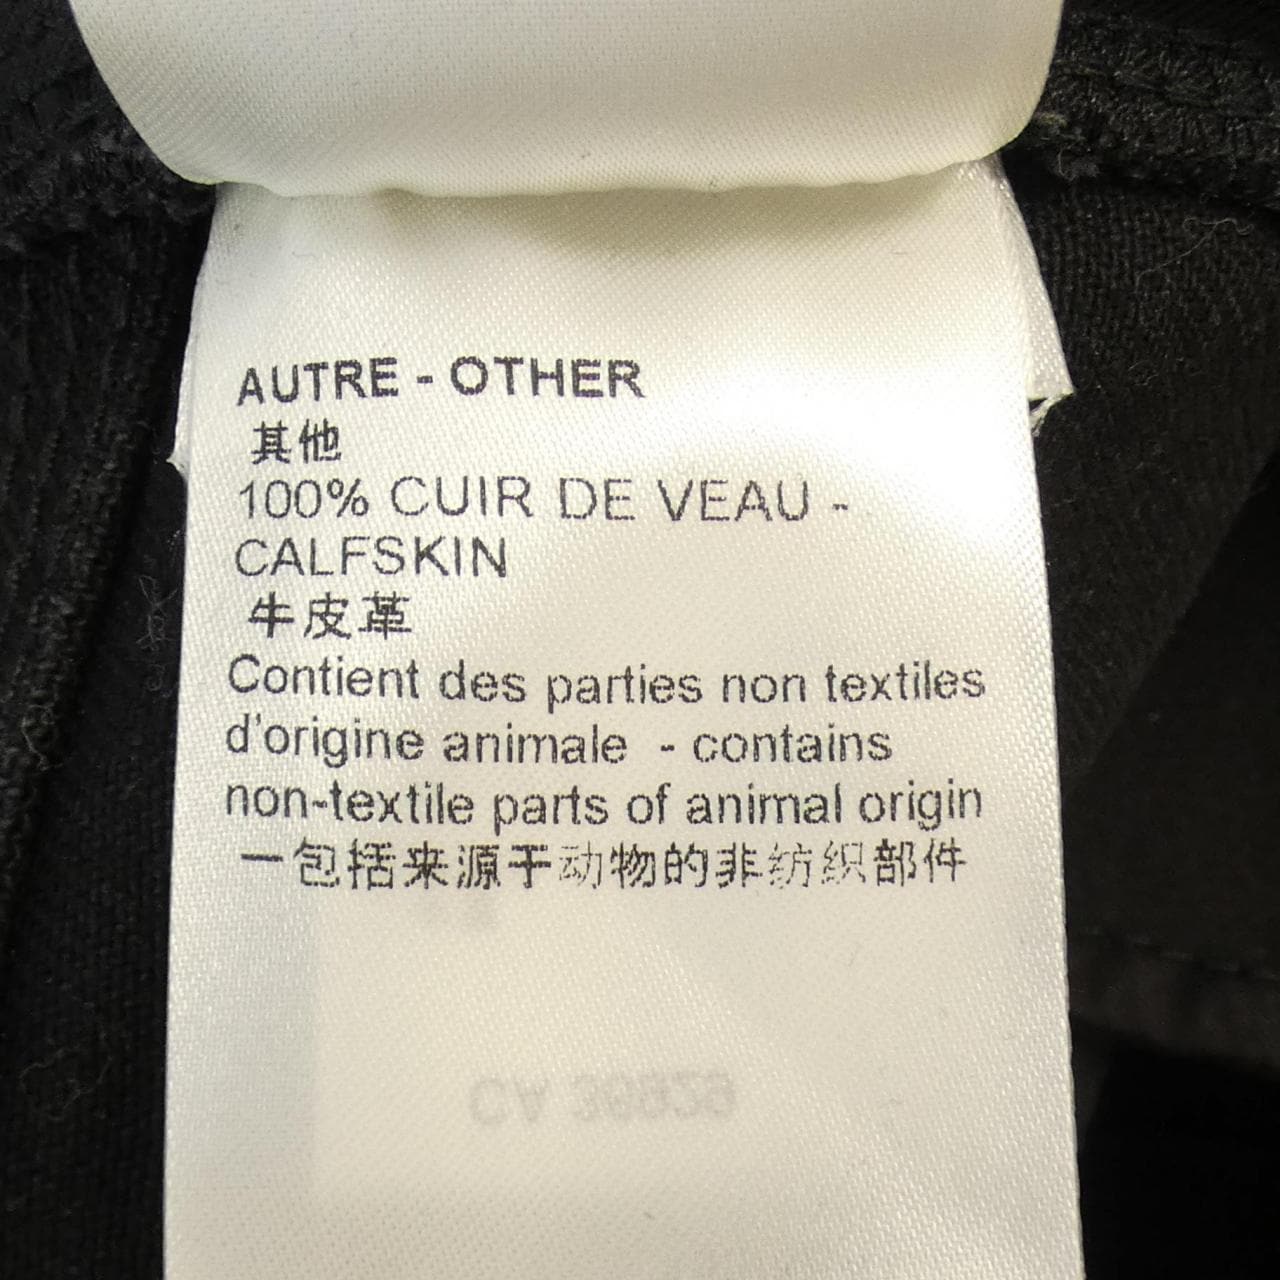 AUTRE - OTHER
其他
100% CUIR DE VEAU -
CALFSKIN
牛皮革
Contient des parties non textiles
d'origine animale - contains
non-textile parts of animal origin
一包括来源于动物的非纺织部件